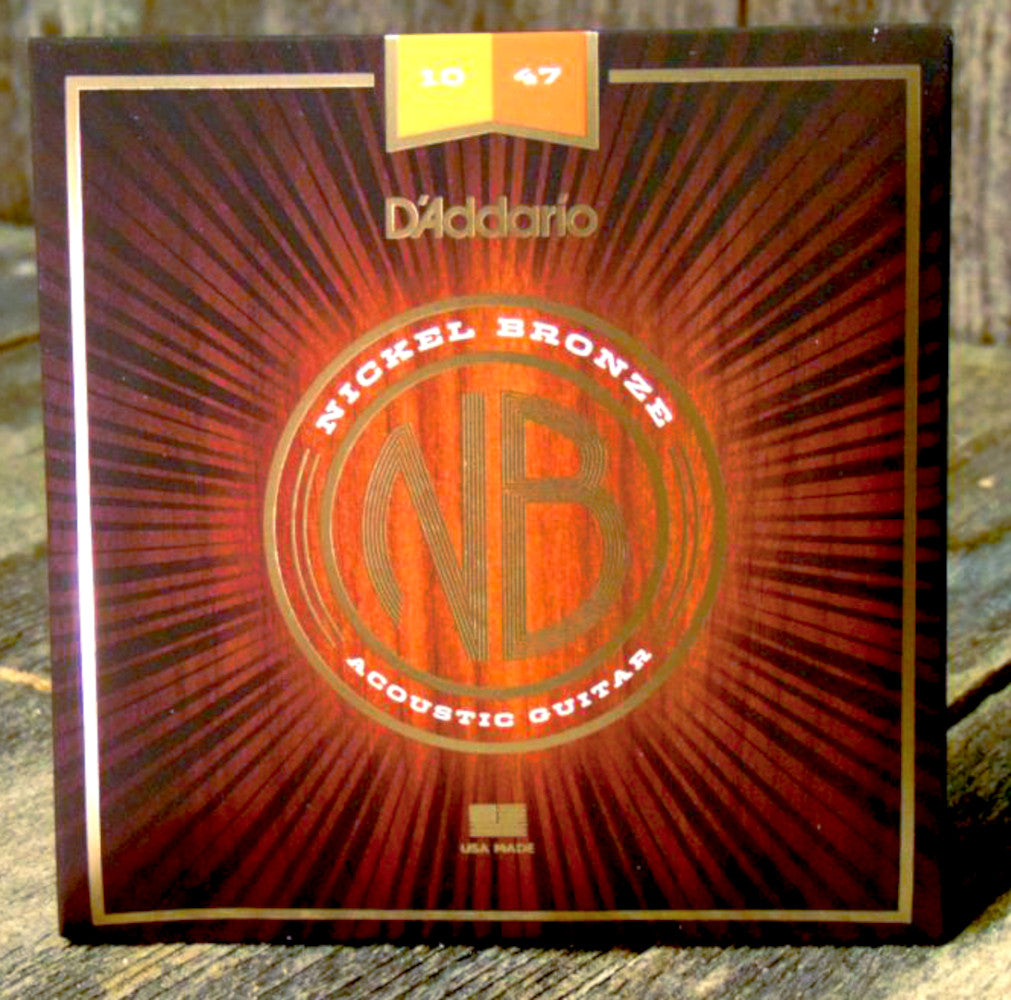 10 47
D'Addario
NICKEL BRONZE
NB
ACOUSTIC GUITAR
USA MADE